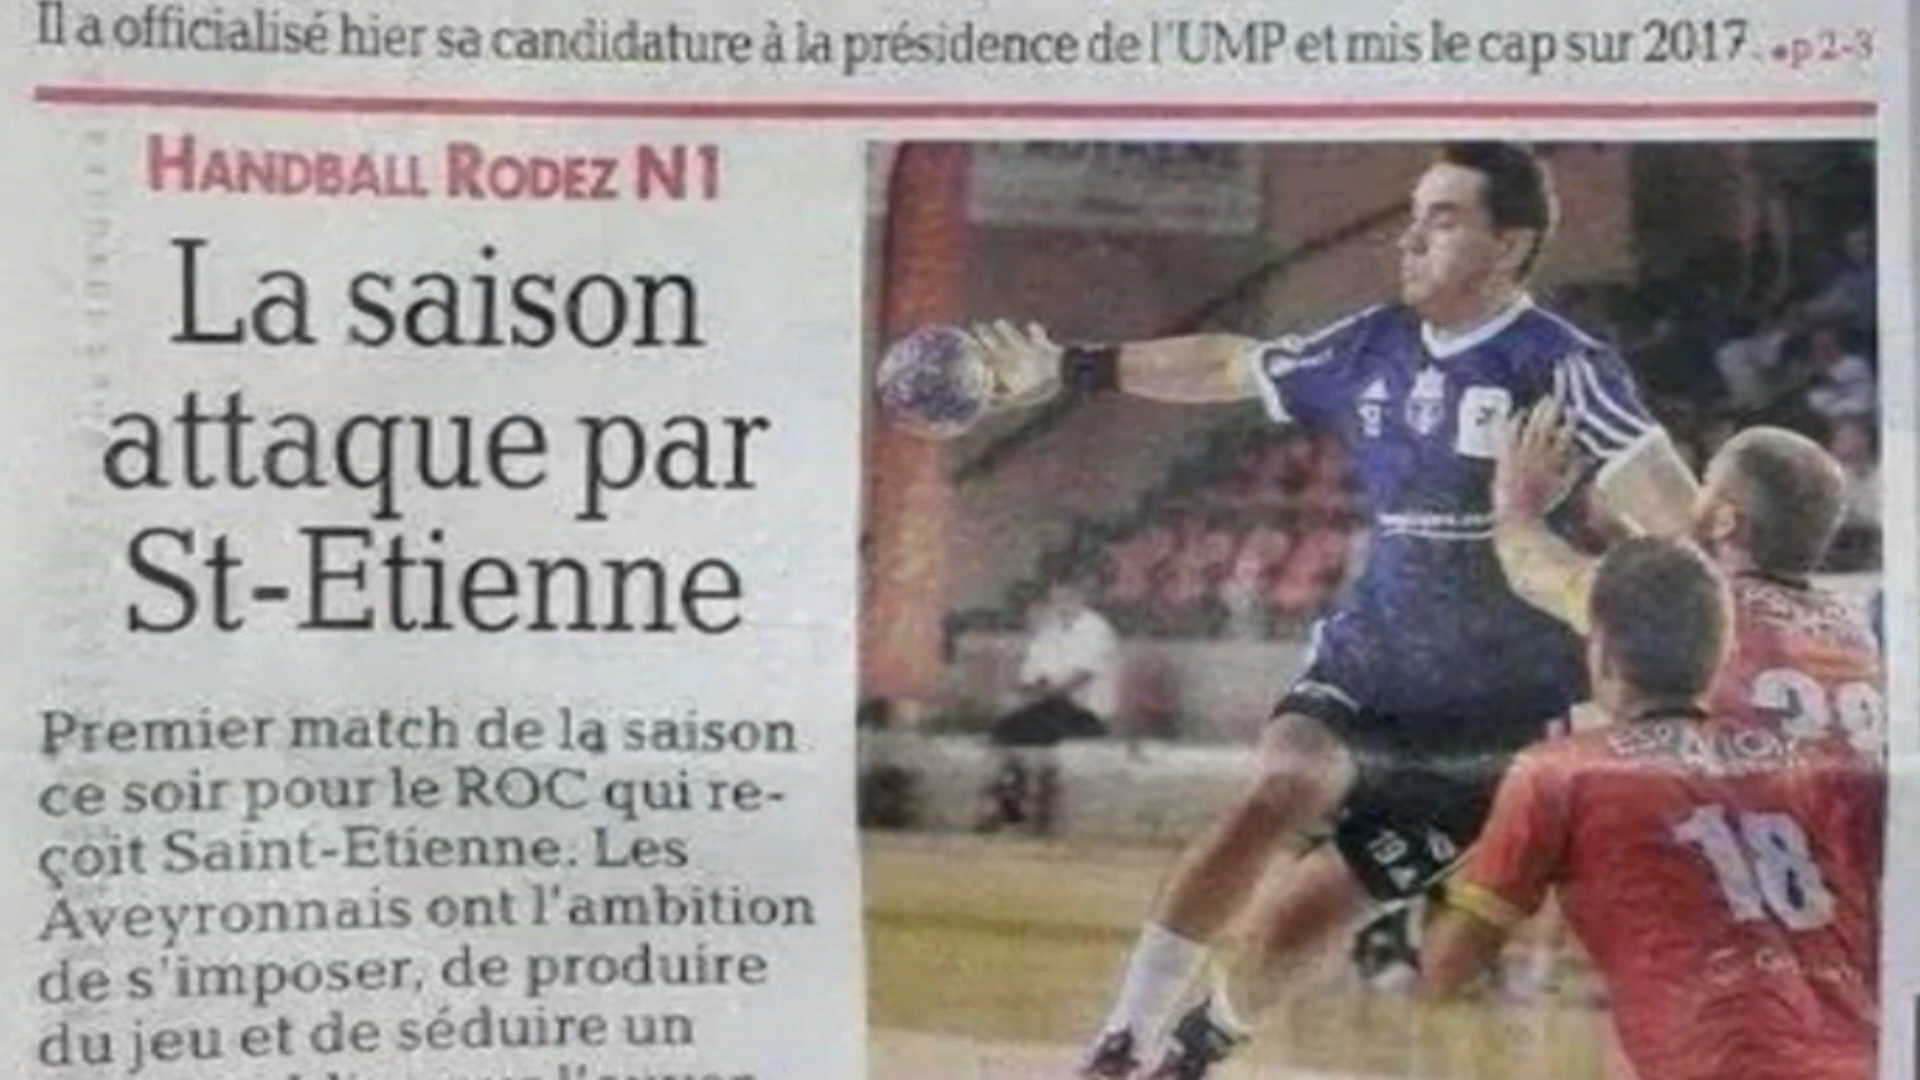 Il a officialisé hier sa candidature à la présidence de l'UMP et mis le cap sur 2017. •p 2-3
HANDBALL RODEZ N1
La saison
attaque par
St-Etienne
Premier match de la saison
ce soir pour le ROC qui re-
çoit Saint-Etienne. Les
Aveyronnais ont l'ambition
de s'imposer, de produire
du jeu et de séduire un
19
29
18